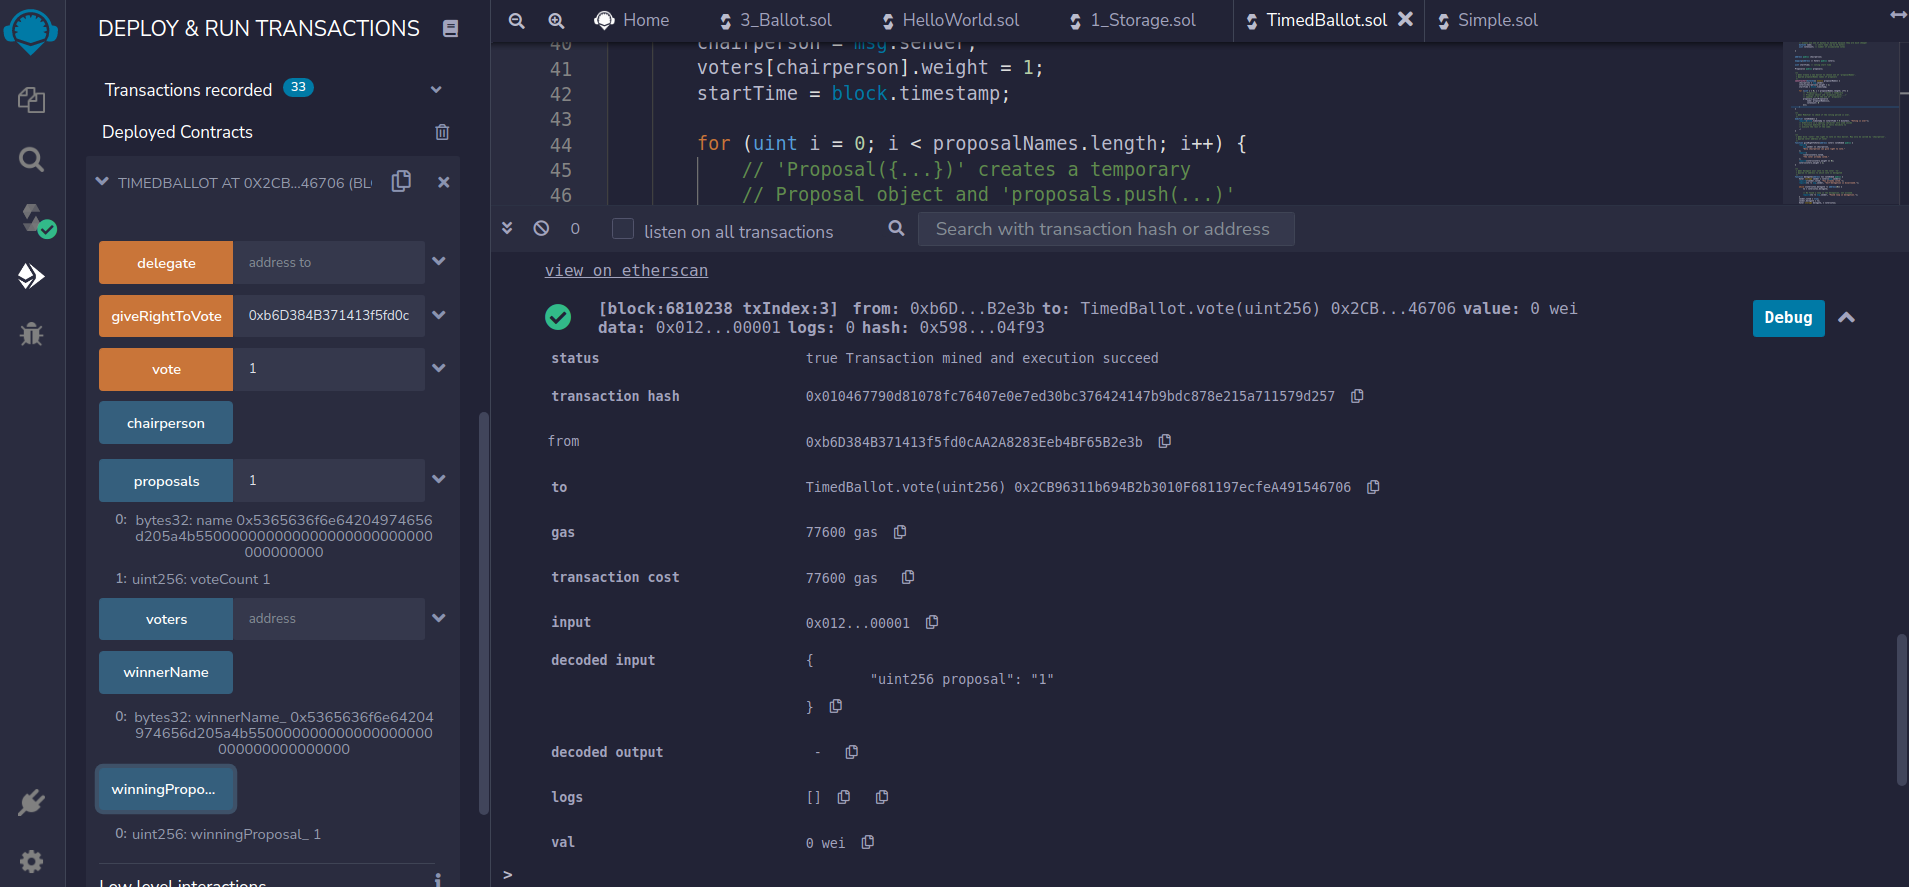 DEPLOY & RUN TRANSACTIONS
Transactions recorded 33
Deployed Contracts
TIMEDBALLOT AT 0X2CB...46706 (BL
delegate address to
giveRightToVote 0xb6D384B371413f5fd0c
vote 1
chairperson
proposals 1
0: bytes32: name 0x5365636f6e64204974656
d205a4b55000000000000000000000000000
000000000
1: uint256: voteCount 1
voters address
winnerName
0: bytes32: winnerName_ 0x5365636f6e64204
974656d205a4b55000000000000000000000
000000000000000
winningPropo...
0: uint256: winningProposal_ 1
Low level interactions
Home 3_Ballot.sol HelloWorld.sol 1_Storage.sol TimedBallot.sol Simple.sol
40 chairperson = msg.sender;
41 voters[chairperson].weight = 1;
42 startTime = block.timestamp;
43
44 for (uint i = 0; i < proposalNames.length; i++) {
45 // 'Proposal({...})' creates a temporary
46 // Proposal object and 'proposals.push(...)'
0 listen on all transactions Search with transaction hash or address
view on etherscan
[block:6810238 txIndex:3] from: 0xb6D...B2e3b to: TimedBallot.vote(uint256) 0x2CB...46706 value: 0 wei
data: 0x012...00001 logs: 0 hash: 0x598...04f93
Debug
status true Transaction mined and execution succeed
transaction hash 0x010467790d81078fc76407e0e7ed30bc376424147b9bdc878e215a711579d257
from 0xb6D384B371413f5fd0cAA2A8283Eeb4BF65B2e3b
to TimedBallot.vote(uint256) 0x2CB96311b694B2b3010F681197ecfeA491546706
gas 77600 gas
transaction cost 77600 gas
input 0x012...00001
decoded input {
"uint256 proposal": "1"
}
decoded output -
logs []
val 0 wei
>